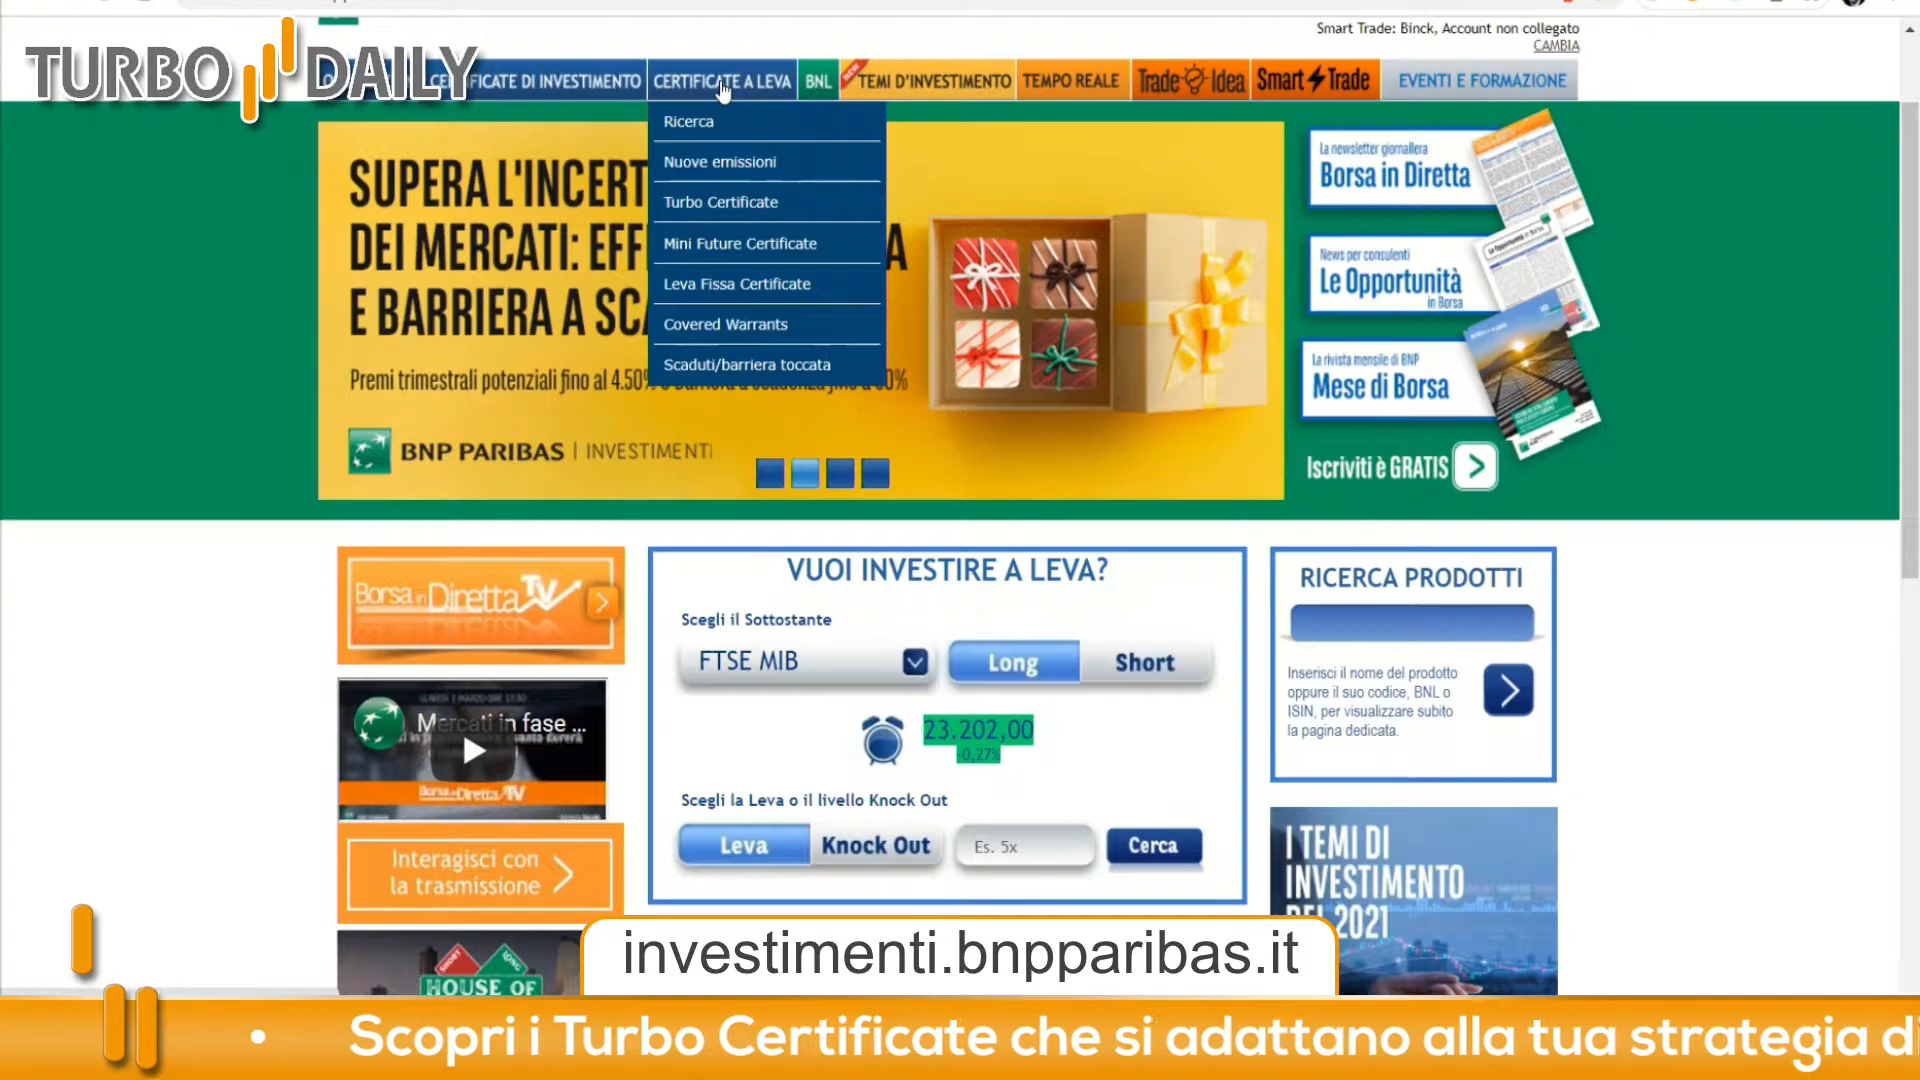 Smart Trade: Binck, Account non collegato
CAMBIA
TURBO DAILY
CERTIFICATE DI INVESTIMENTO
CERTIFICATE A LEVA
BNL
NEW
TEMI D'INVESTIMENTO
TEMPO REALE
Trade Idea
Smart Trade
EVENTI E FORMAZIONE
Ricerca
Nuove emissioni
Turbo Certificate
Mini Future Certificate
Leva Fissa Certificate
Covered Warrants
Scaduti/barriera toccata
SUPERA L'INCERT
DEI MERCATI: EFF A
E BARRIERA A SCA
Premi trimestrali potenziali fino al 4.50%
BNP PARIBAS | INVESTIMENTI
La newsletter giornaliera
Borsa in Diretta
News per consulenti
Le Opportunità
in Borsa
La rivista mensile di BNP
Mese di Borsa
Iscriviti è GRATIS
Borsa in Diretta TV
Mercati in fase ...
Borsa in Diretta TV
Interagisci con
la trasmissione
SHORT
LONG
HOUSE OF
VUOI INVESTIRE A LEVA?
Scegli il Sottostante
FTSE MIB
Long
Short
23.202,00
0,27%
Scegli la Leva o il livello Knock Out
Leva
Knock Out
Es. 5x
Cerca
RICERCA PRODOTTI
Inserisci il nome del prodotto
oppure il suo codice, BNL o
ISIN, per visualizzare subito
la pagina dedicata.
I TEMI DI
INVESTIMENTO
DEL 2021
investimenti.bnpparibas.it
• Scopri i Turbo Certificate che si adattano alla tua strategia di